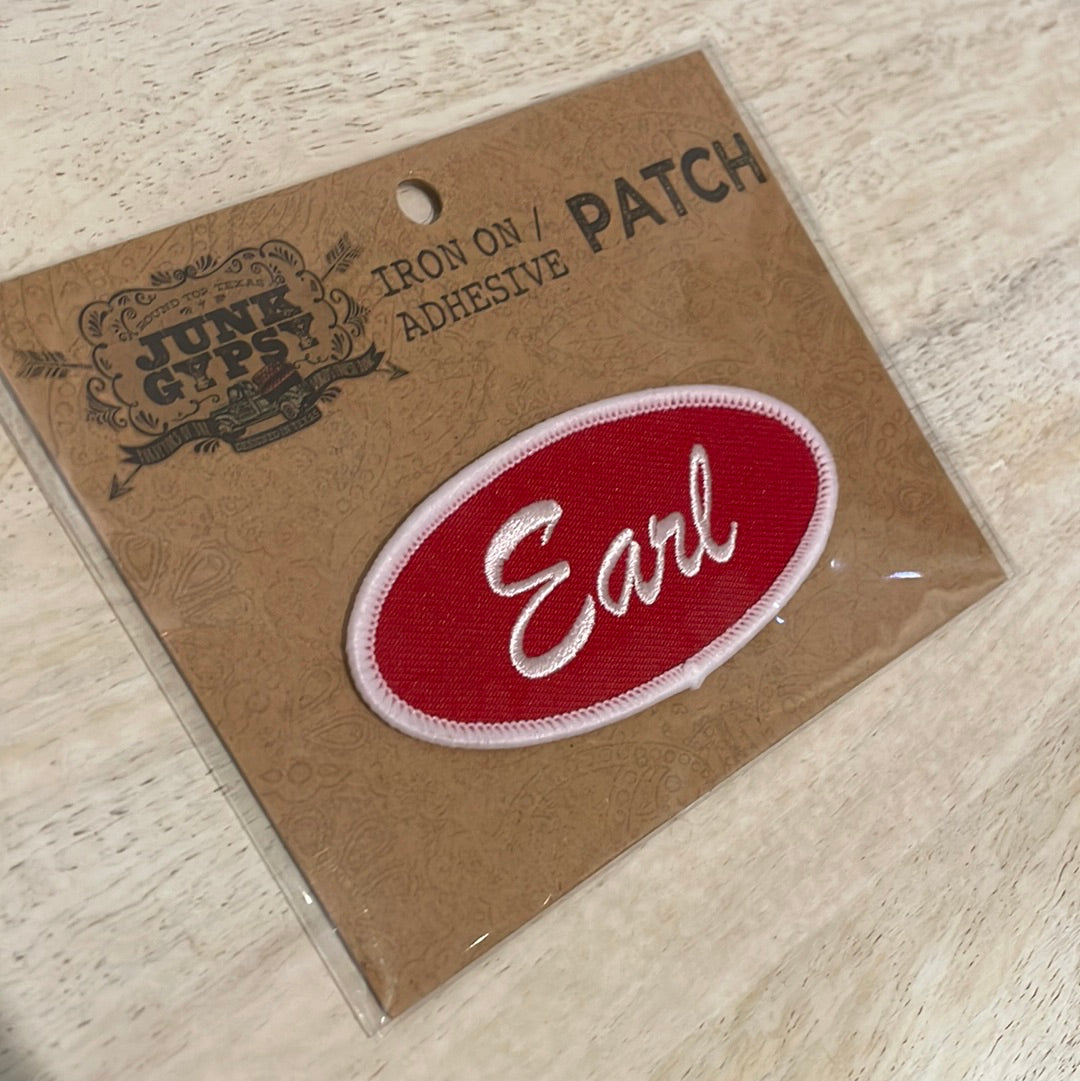 ROUND TOP, TEXAS
JUNK
GYPSY
IRON ON /
ADHESIVE
PATCH
Earl